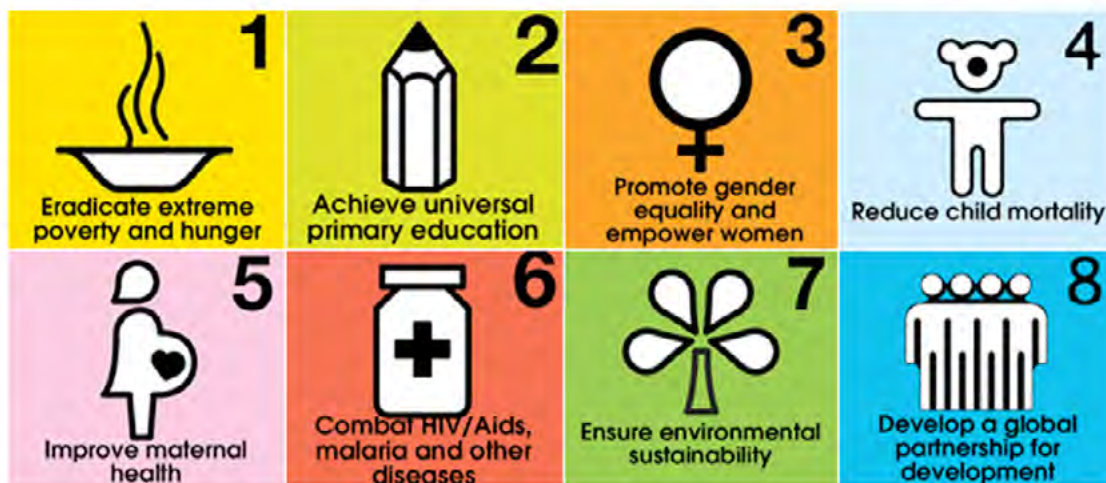 1
Eradicate extreme
poverty and hunger
2
Achieve universal
primary education
3
Promote gender
equality and
empower women
4
Reduce child mortality
5
Improve maternal
health
6
Combat HIV/Aids,
malaria and other
diseases
7
Ensure environmental
sustainability
8
Develop a global
partnership for
development